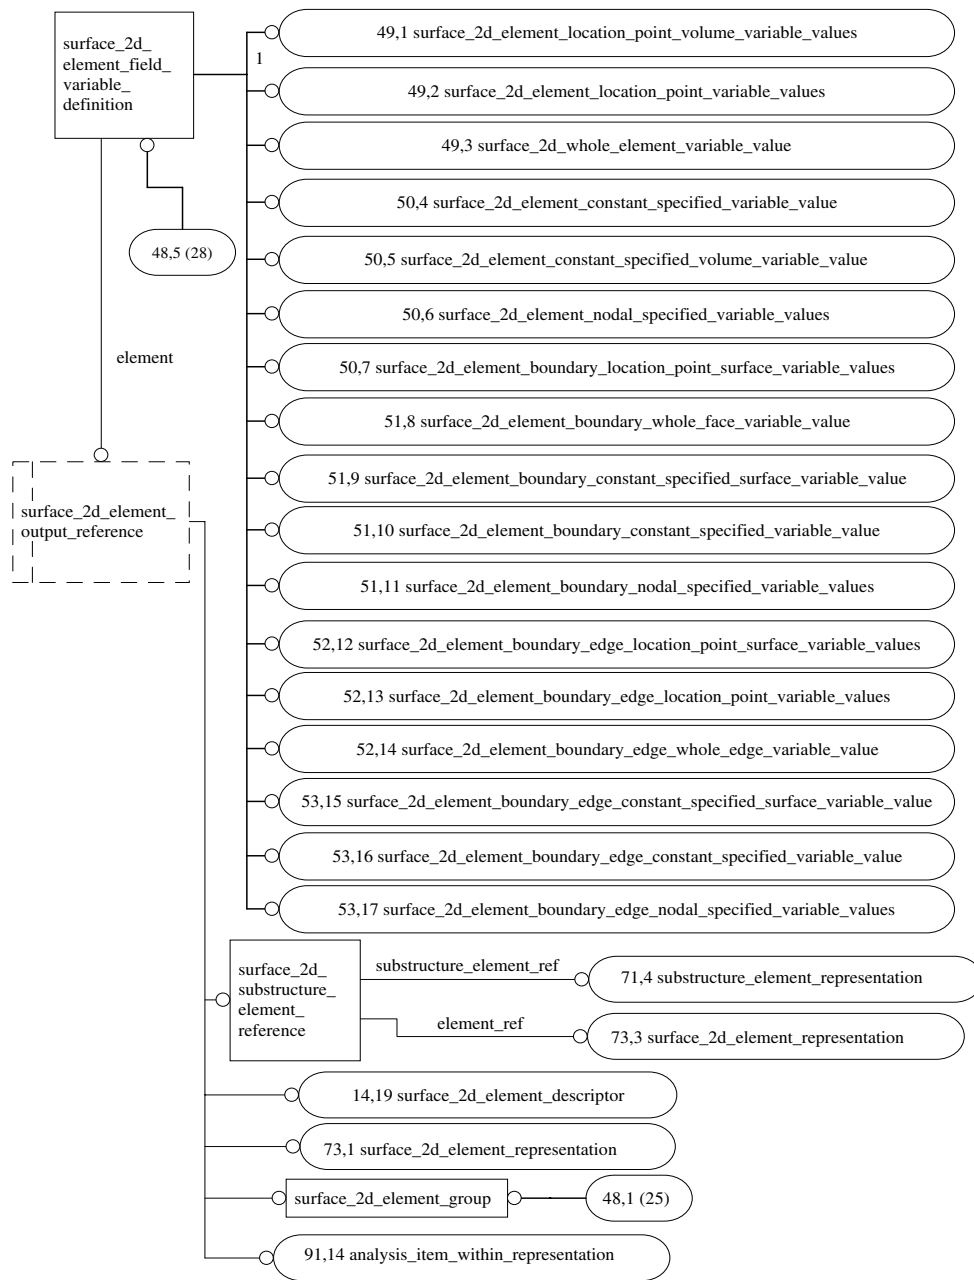 surface_2d_
element_field_
variable_
definition
1
49,1 surface_2d_element_location_point_volume_variable_values
49,2 surface_2d_element_location_point_variable_values
49,3 surface_2d_whole_element_variable_value
50,4 surface_2d_element_constant_specified_variable_value
48,5 (28)
50,5 surface_2d_element_constant_specified_volume_variable_value
50,6 surface_2d_element_nodal_specified_variable_values
element
50,7 surface_2d_element_boundary_location_point_surface_variable_values
51,8 surface_2d_element_boundary_whole_face_variable_value
51,9 surface_2d_element_boundary_constant_specified_surface_variable_value
surface_2d_element_
output_reference
51,10 surface_2d_element_boundary_constant_specified_variable_value
51,11 surface_2d_element_boundary_nodal_specified_variable_values
52,12 surface_2d_element_boundary_edge_location_point_surface_variable_values
52,13 surface_2d_element_boundary_edge_location_point_variable_values
52,14 surface_2d_element_boundary_edge_whole_edge_variable_value
53,15 surface_2d_element_boundary_edge_constant_specified_surface_variable_value
53,16 surface_2d_element_boundary_edge_constant_specified_variable_value
53,17 surface_2d_element_boundary_edge_nodal_specified_variable_values
surface_2d_
substructure_
element_
reference
substructure_element_ref
71,4 substructure_element_representation
element_ref
73,3 surface_2d_element_representation
14,19 surface_2d_element_descriptor
73,1 surface_2d_element_representation
surface_2d_element_group
48,1 (25)
91,14 analysis_item_within_representation